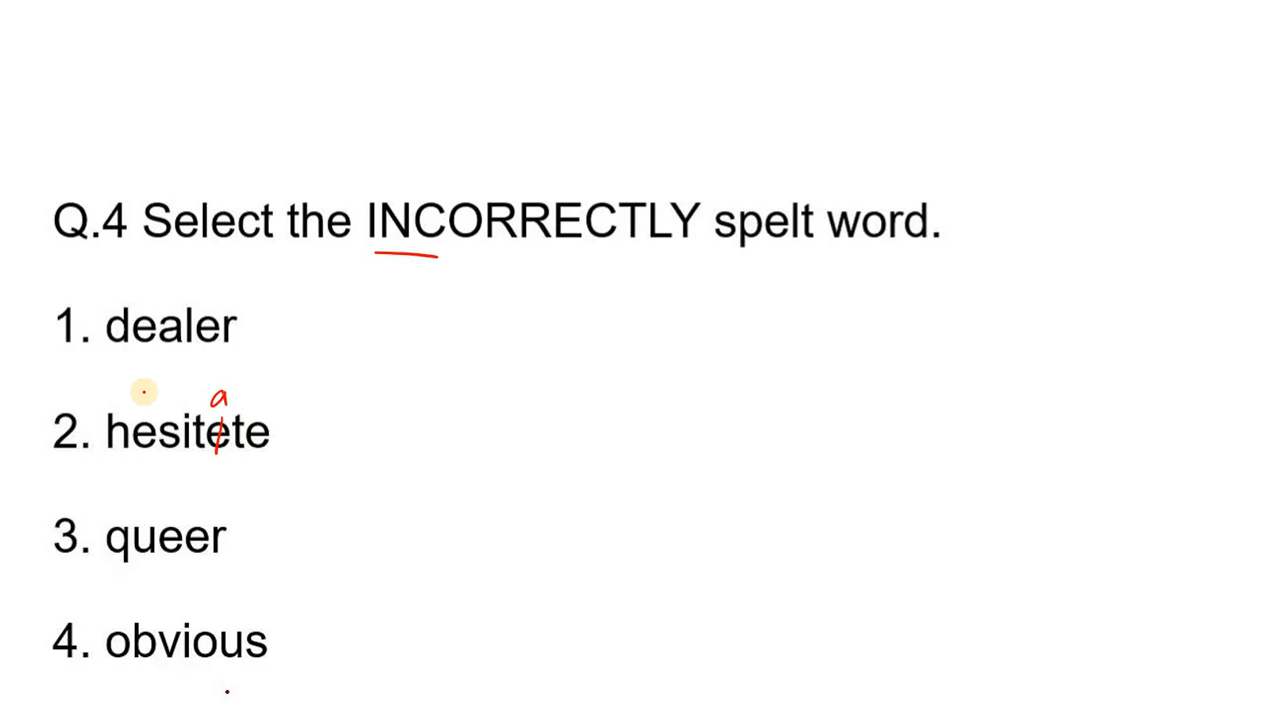 Q.4 Select the INCORRECTLY spelt word.
1. dealer
a
2. hesitete
3. queer
4. obvious